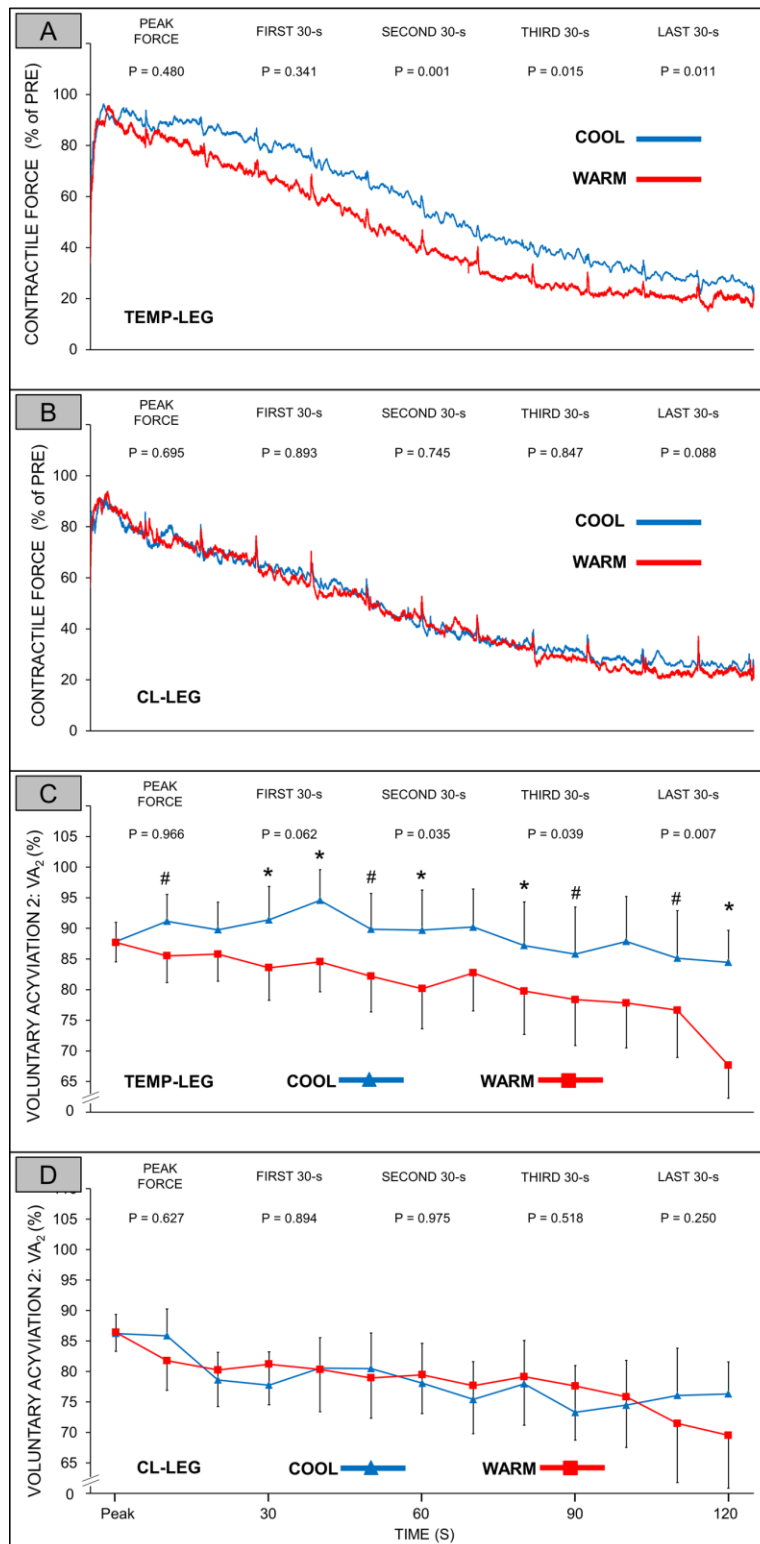 A
PEAK FORCE FIRST 30-s SECOND 30-s THIRD 30-s LAST 30-s
P = 0.480 P = 0.341 P = 0.001 P = 0.015 P = 0.011
CONTRACTILE FORCE (% of PRE)
100
80
60
40
20
0
COOL
WARM
TEMP-LEG
B
PEAK FORCE FIRST 30-s SECOND 30-s THIRD 30-s LAST 30-s
P = 0.695 P = 0.893 P = 0.745 P = 0.847 P = 0.088
CONTRACTILE FORCE (% of PRE)
100
80
60
40
20
0
COOL
WARM
CL-LEG
C
PEAK FORCE FIRST 30-s SECOND 30-s THIRD 30-s LAST 30-s
P = 0.966 P = 0.062 P = 0.035 P = 0.039 P = 0.007
VOLUNTARY ACYVIATION 2: VA₂ (%)
105
100
95
90
85
80
75
70
65
0
# * * # * * # # *
TEMP-LEG COOL WARM
D
PEAK FORCE FIRST 30-s SECOND 30-s THIRD 30-s LAST 30-s
P = 0.627 P = 0.894 P = 0.975 P = 0.518 P = 0.250
VOLUNTARY ACYVIATION 2: VA₂ (%)
105
100
95
90
85
80
75
70
65
0
CL-LEG COOL WARM
Peak 30 60 90 120
TIME (S)